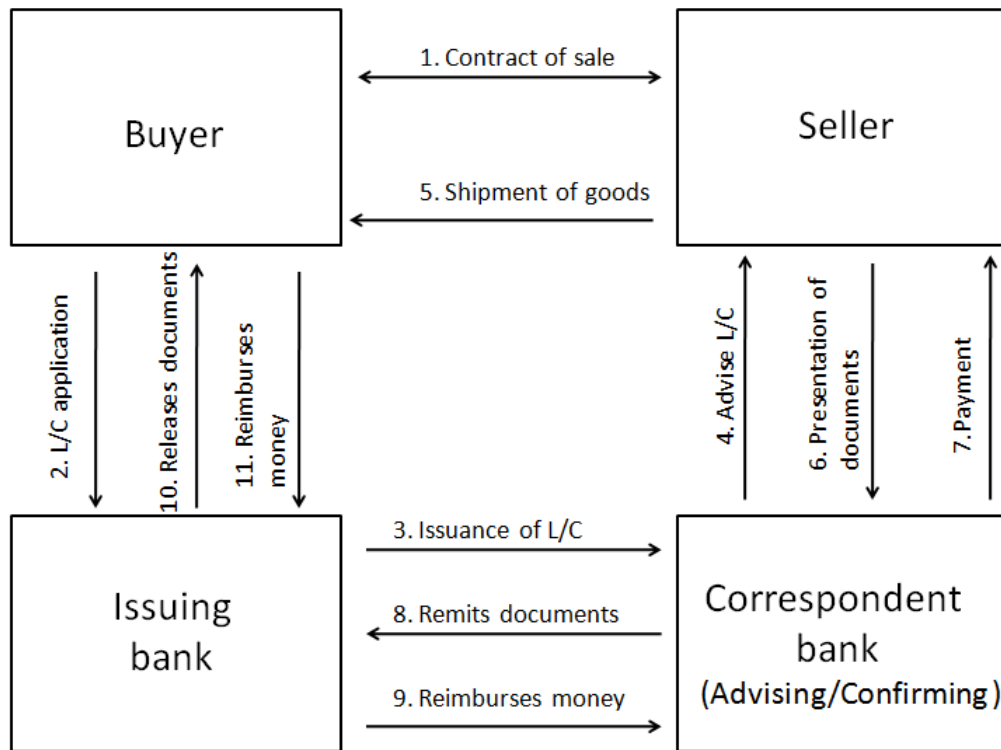 1. Contract of sale
Buyer
Seller
5. Shipment of goods
2. L/C application
10. Releases documents
11. Reimburses
money
4. Advise L/C
6. Presentation of
documents
7.Payment
3. Issuance of L/C
Issuing
bank
8. Remits documents
Correspondent
bank
(Advising/Confirming)
9. Reimburses money